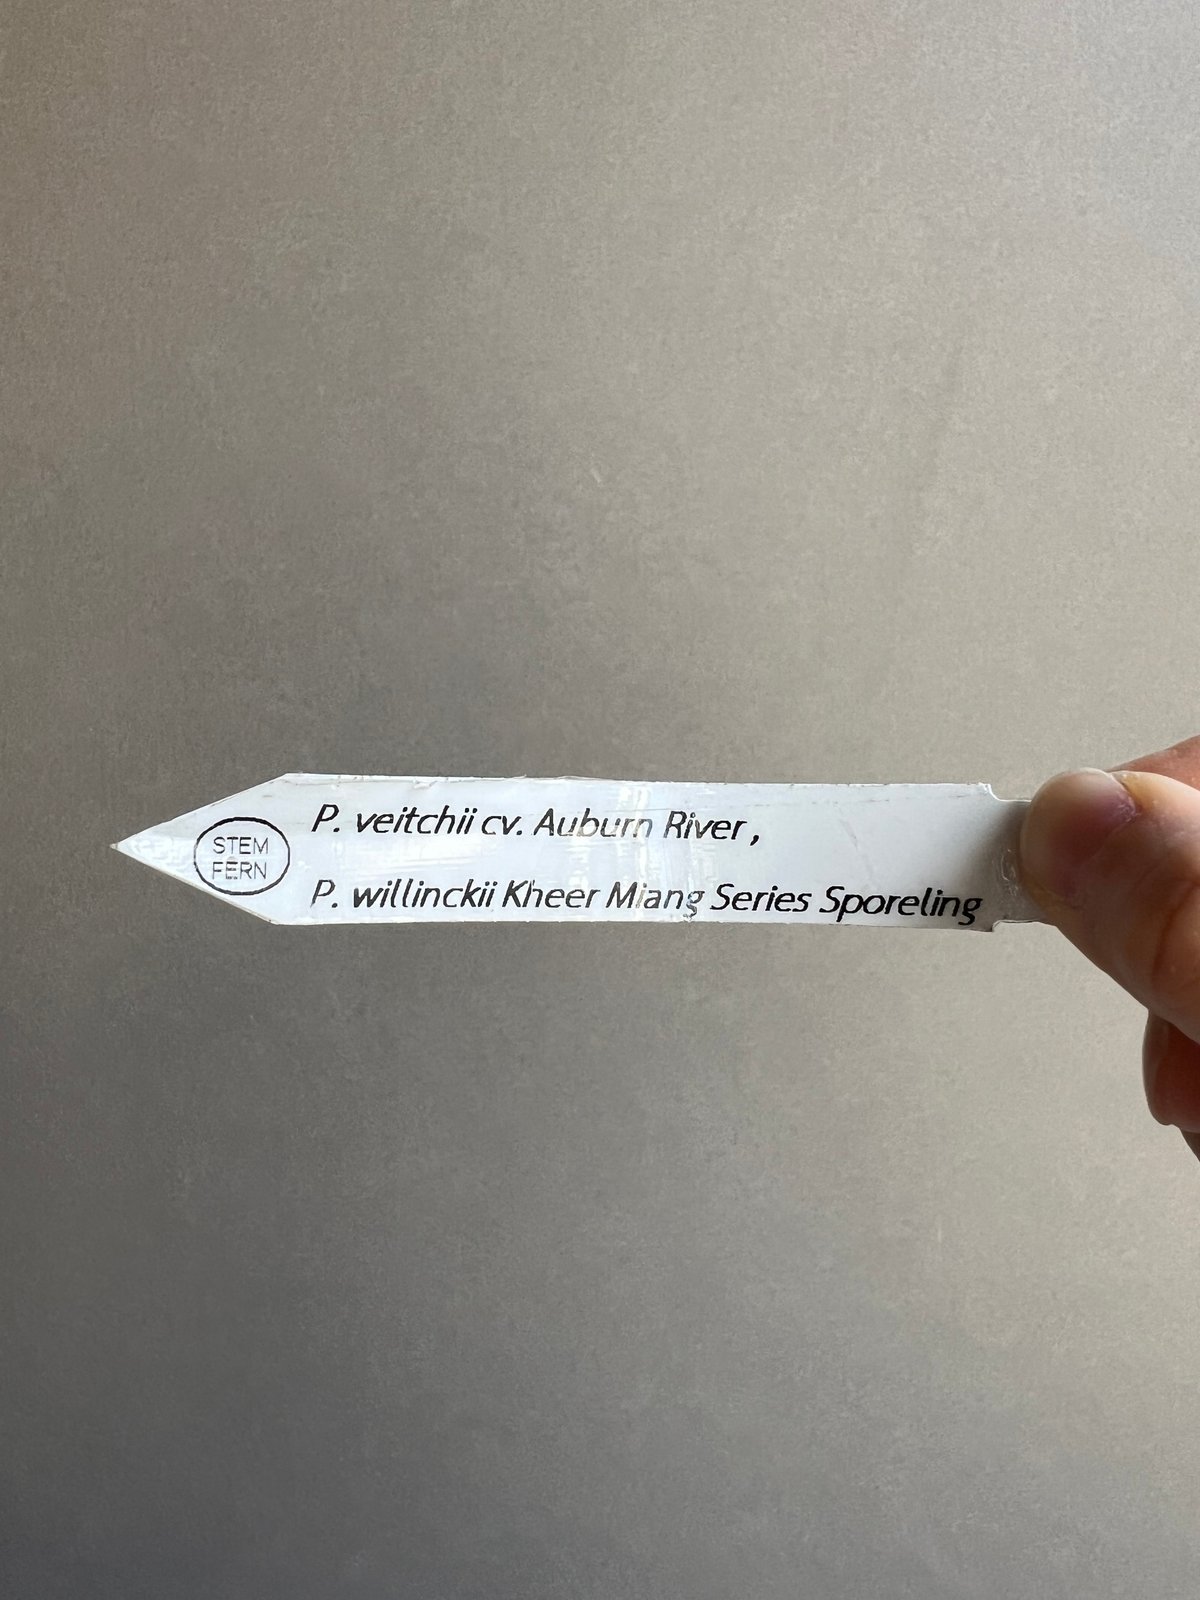 STEM
FERN
P. veitchii cv. Auburn River ,
P. willinckii Kheer Miang Series Sporeling